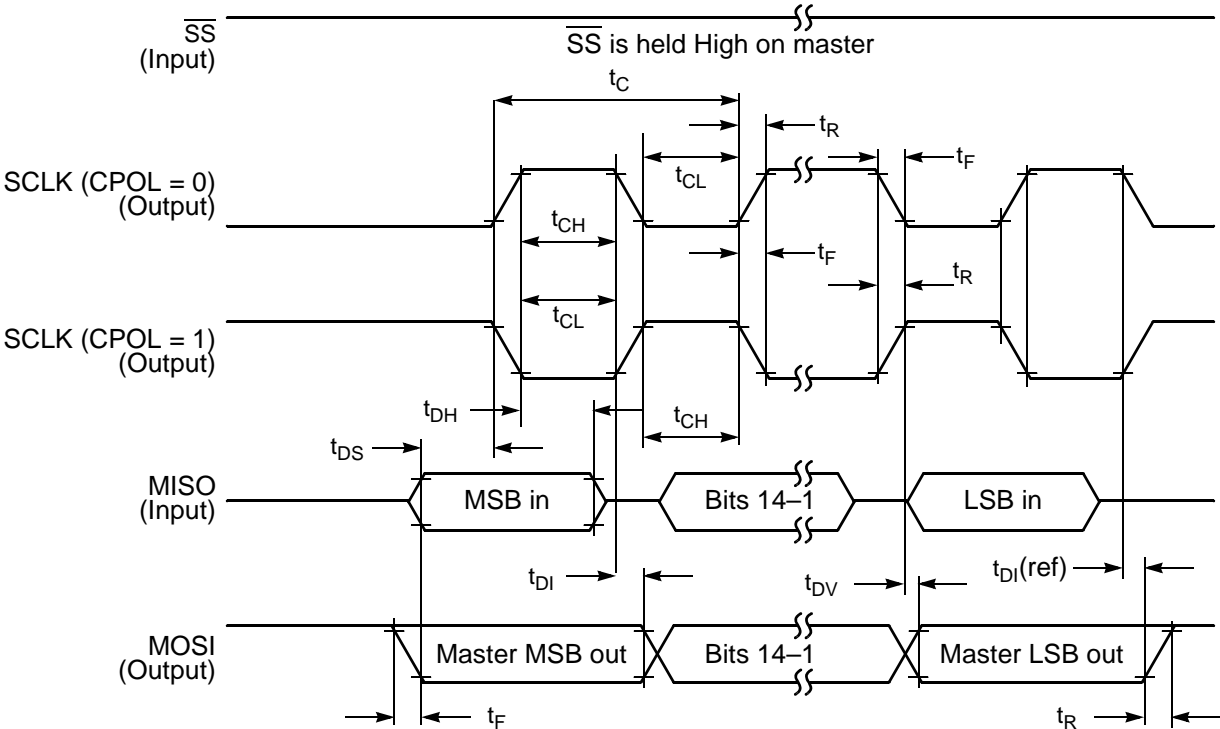 SS
(Input)
SS is held High on master
tC
tR
tF
SCLK (CPOL = 0)
(Output)
tCL
tCH
tF
tR
tCL
SCLK (CPOL = 1)
(Output)
tDH
tCH
tDS
MISO
(Input)
MSB in
Bits 14–1
LSB in
tDI
tDV
tDI(ref)
MOSI
(Output)
Master MSB out
Bits 14–1
Master LSB out
tF
tR